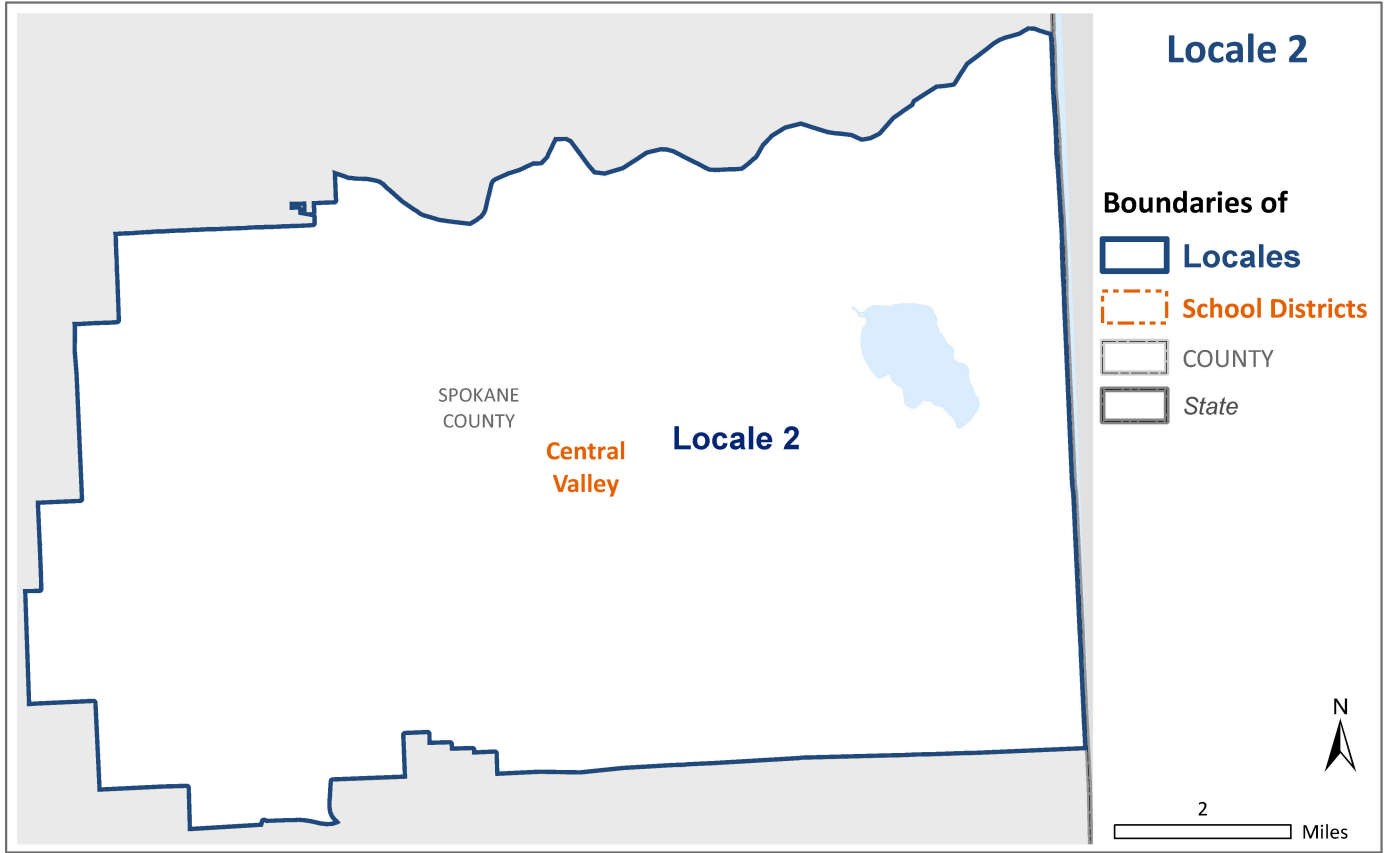 Locale 2
Boundaries of
Locales
School Districts
COUNTY
State
SPOKANE
COUNTY
Central
Valley
Locale 2
N
2
Miles